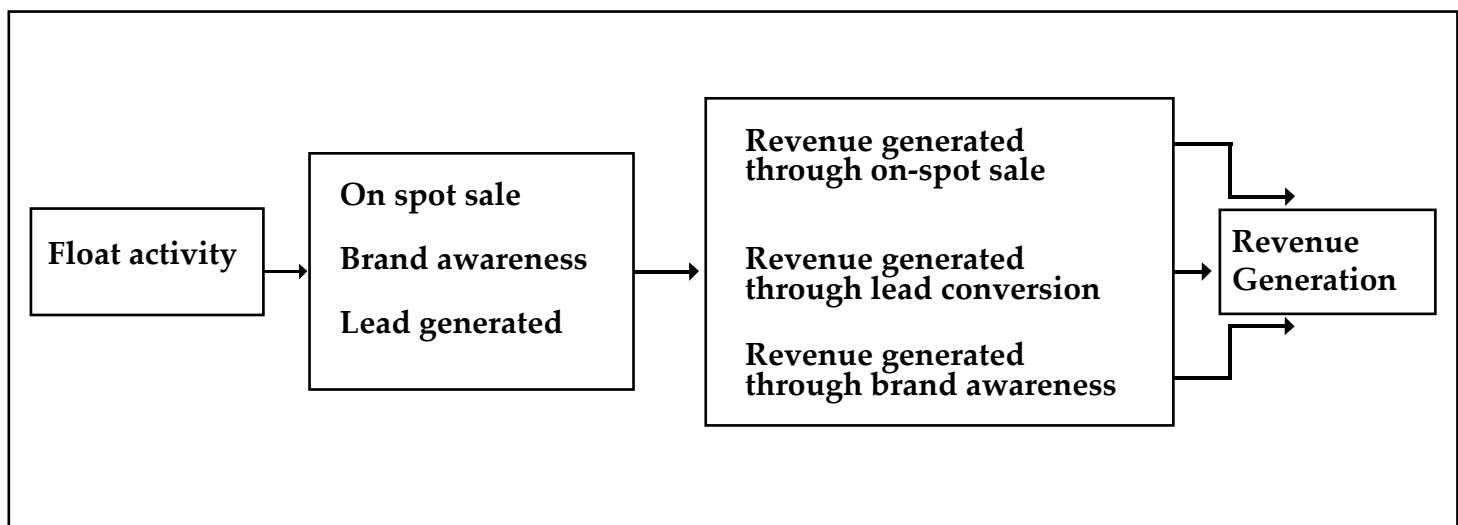 Float activity
On spot sale
Brand awareness
Lead generated
Revenue generated
through on-spot sale
Revenue generated
through lead conversion
Revenue generated
through brand awareness
Revenue
Generation